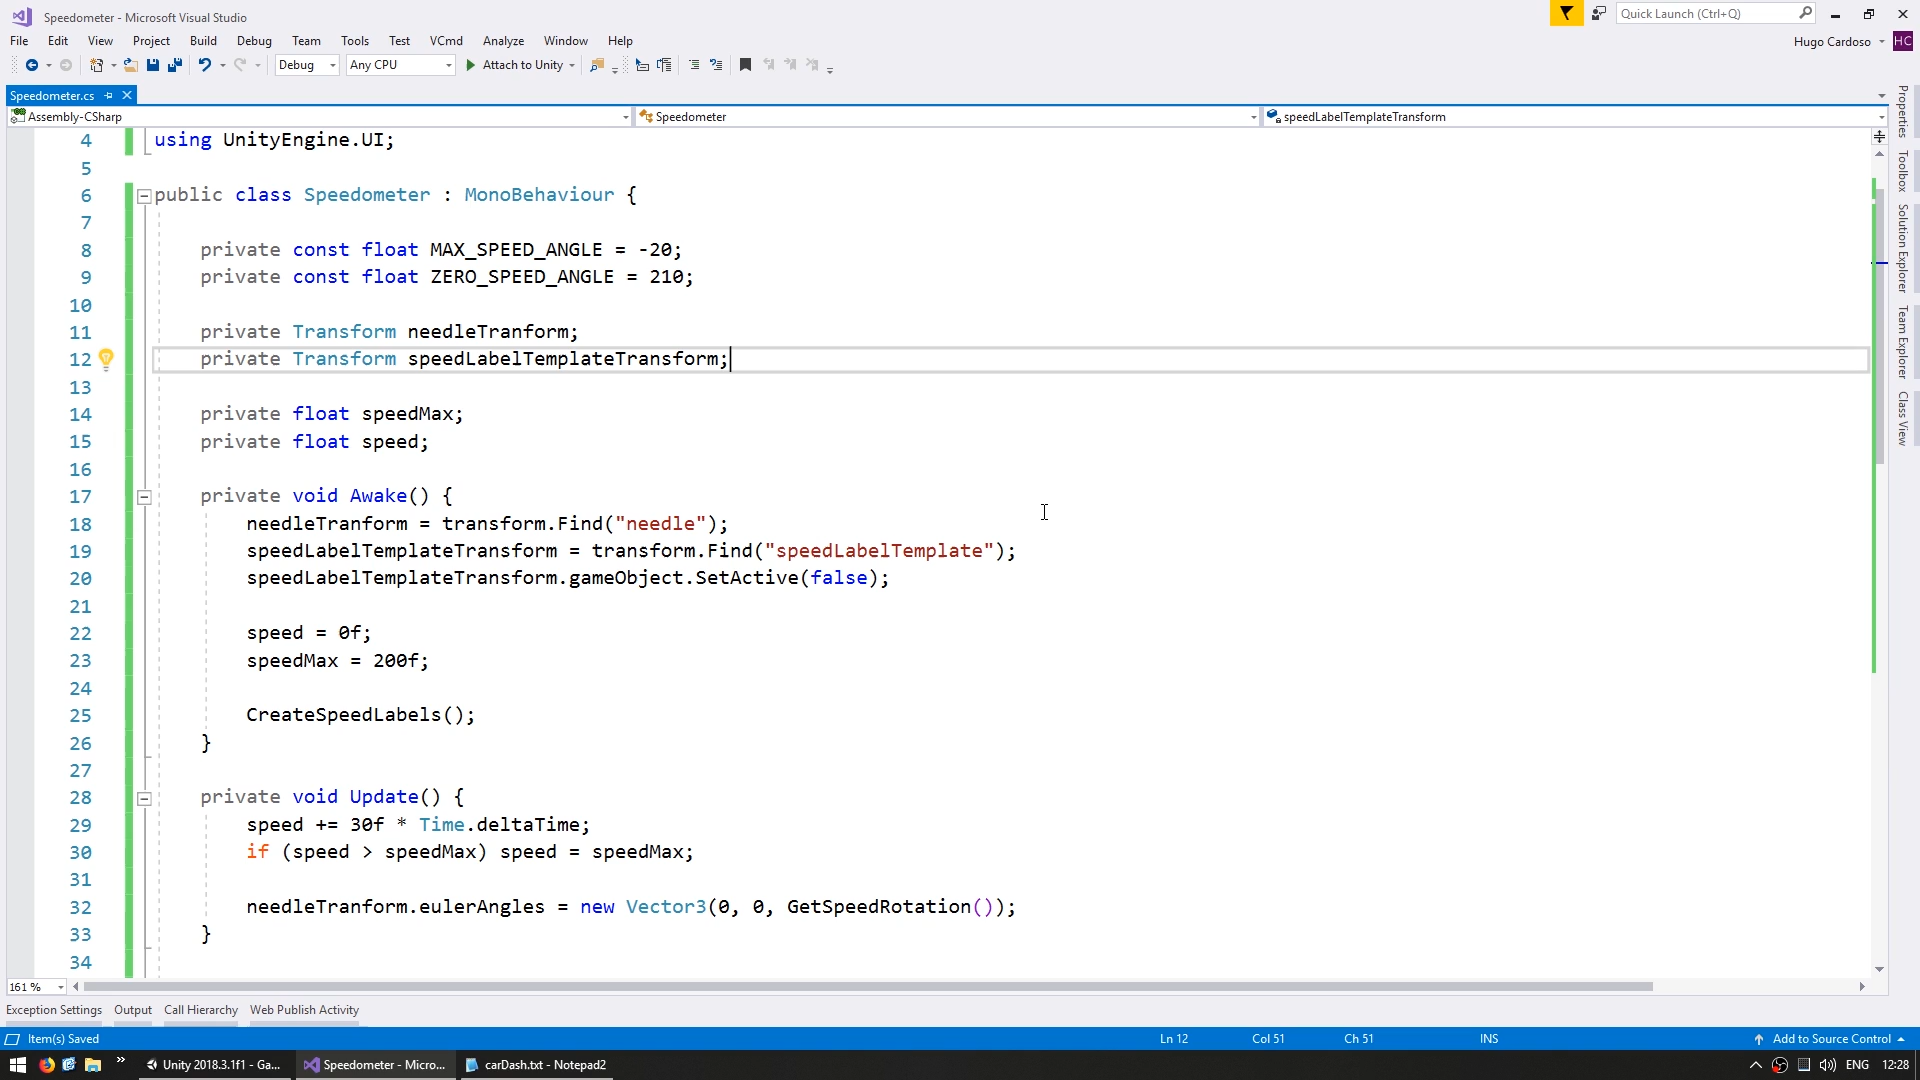 Speedometer - Microsoft Visual Studio
Quick Launch (Ctrl+Q)
File Edit View Project Build Debug Team Tools Test VCmd Analyze Window Help
Hugo Cardoso HC
Debug Any CPU Attach to Unity
Speedometer.cs
Assembly-CSharp Speedometer speedLabelTemplateTransform
4 using UnityEngine.UI;
5
6 public class Speedometer : MonoBehaviour {
7
8 private const float MAX_SPEED_ANGLE = -20;
9 private const float ZERO_SPEED_ANGLE = 210;
10
11 private Transform needleTranform;
12 private Transform speedLabelTemplateTransform;
13
14 private float speedMax;
15 private float speed;
16
17 private void Awake() {
18 needleTranform = transform.Find("needle");
19 speedLabelTemplateTransform = transform.Find("speedLabelTemplate");
20 speedLabelTemplateTransform.gameObject.SetActive(false);
21
22 speed = 0f;
23 speedMax = 200f;
24
25 CreateSpeedLabels();
26 }
27
28 private void Update() {
29 speed += 30f * Time.deltaTime;
30 if (speed > speedMax) speed = speedMax;
31
32 needleTranform.eulerAngles = new Vector3(0, 0, GetSpeedRotation());
33 }
34
Properties
Toolbox
Solution Explorer
Team Explorer
Class View
161 %
Exception Settings Output Call Hierarchy Web Publish Activity
Item(s) Saved Ln 12 Col 51 Ch 51 INS Add to Source Control
Unity 2018.3.1f1 - Ga... Speedometer - Micro... carDash.txt - Notepad2 ENG 12:28